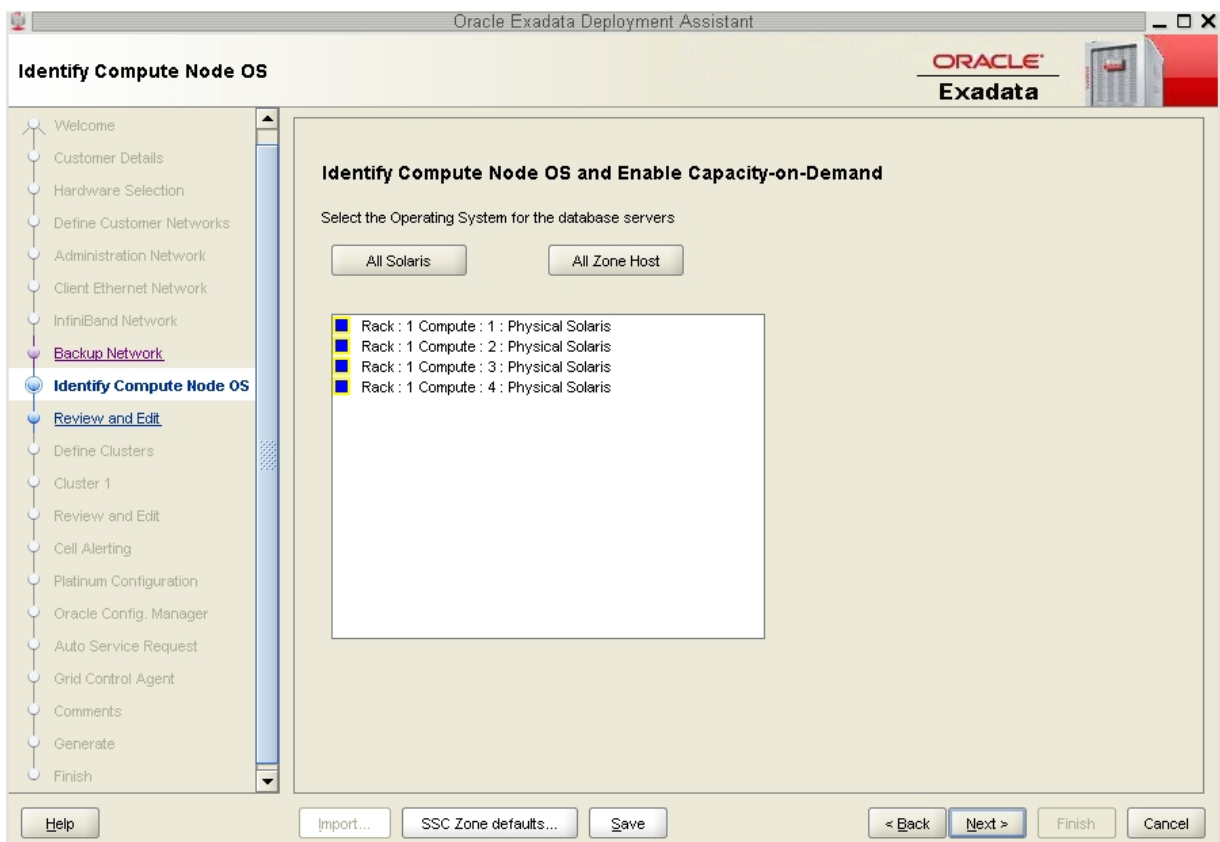 Oracle Exadata Deployment Assistant
Identify Compute Node OS
ORACLE
Exadata
Welcome
Customer Details
Hardware Selection
Define Customer Networks
Administration Network
Client Ethernet Network
InfiniBand Network
Backup Network
Identify Compute Node OS
Review and Edit
Define Clusters
Cluster 1
Review and Edit
Cell Alerting
Platinum Configuration
Oracle Config. Manager
Auto Service Request
Grid Control Agent
Comments
Generate
Finish
Identify Compute Node OS and Enable Capacity-on-Demand
Select the Operating System for the database servers
All Solaris
All Zone Host
Rack : 1 Compute : 1 : Physical Solaris
Rack : 1 Compute : 2 : Physical Solaris
Rack : 1 Compute : 3 : Physical Solaris
Rack : 1 Compute : 4 : Physical Solaris
Help
Import...
SSC Zone defaults...
Save
< Back
Next >
Finish
Cancel